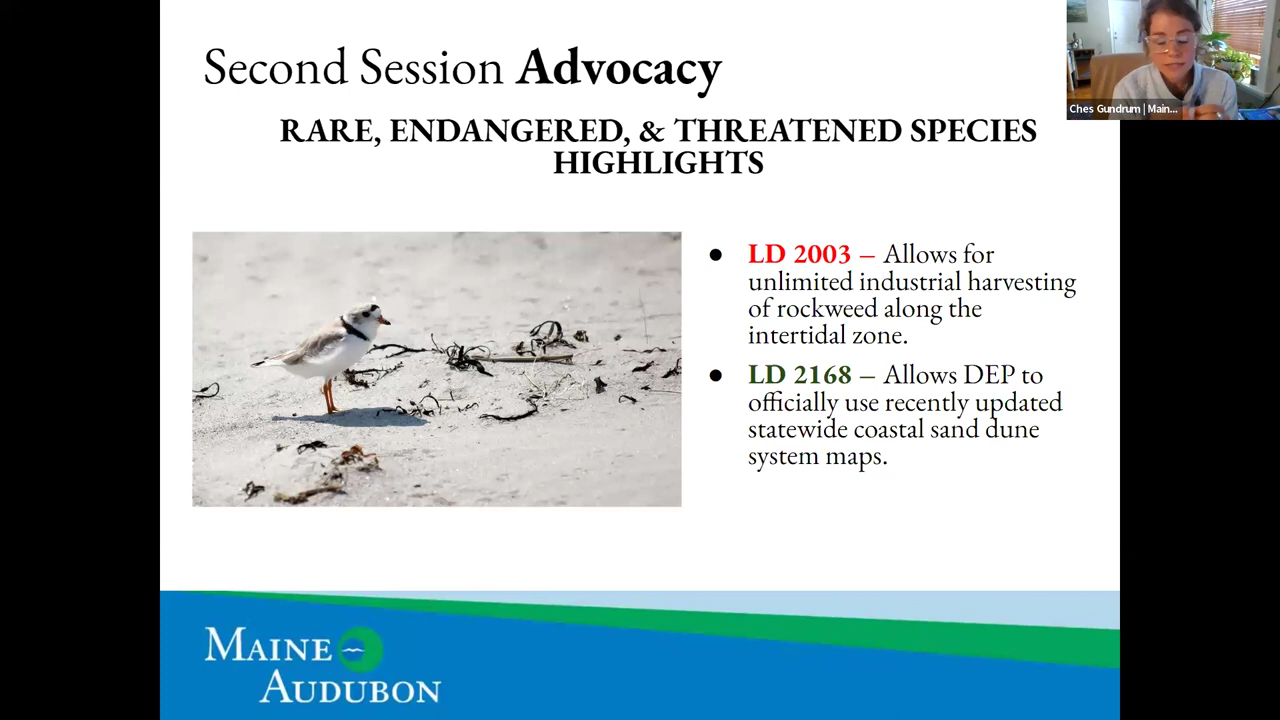 Second Session Advocacy
RARE, ENDANGERED, & THREATENED SPECIES
HIGHLIGHTS
● LD 2003 – Allows for
unlimited industrial harvesting
of rockweed along the
intertidal zone.
● LD 2168 – Allows DEP to
officially use recently updated
statewide coastal sand dune
system maps.
Ches Gundrum | Main...
MAINE
AUDUBON